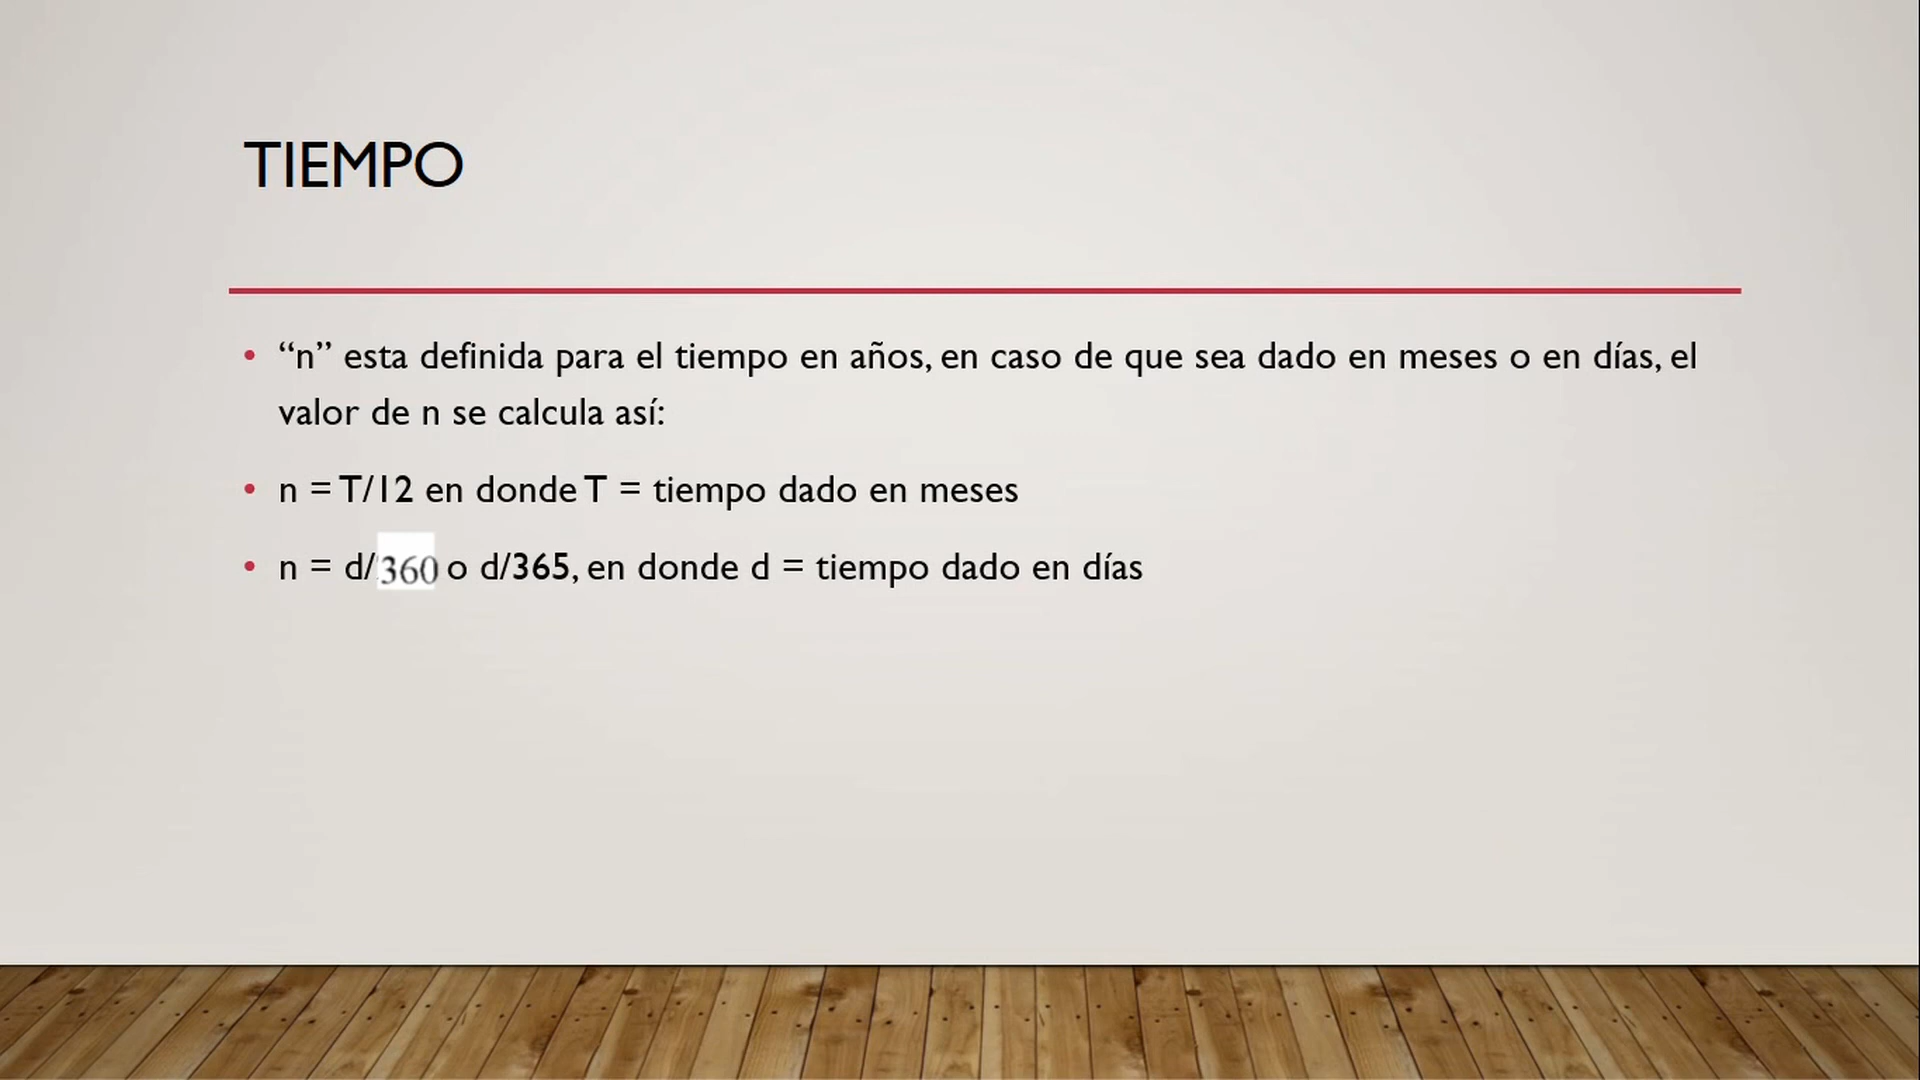 TIEMPO
• “n” esta definida para el tiempo en años, en caso de que sea dado en meses o en días, el
valor de n se calcula así:
• n = T/12 en donde T = tiempo dado en meses
• n = d/360 o d/365, en donde d = tiempo dado en días